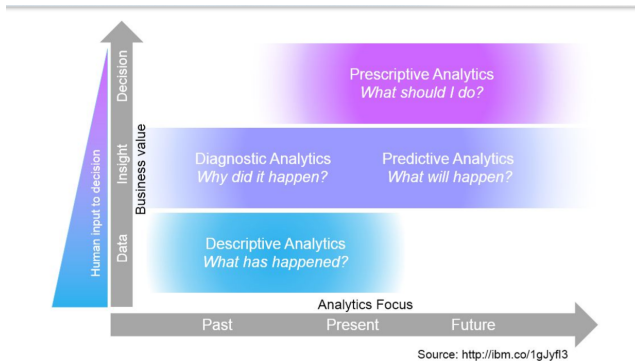 Decision
Insight
Data
Human input to decision
Business value
Prescriptive Analytics
What should I do?
Diagnostic Analytics
Why did it happen?
Predictive Analytics
What will happen?
Descriptive Analytics
What has happened?
Analytics Focus
Past
Present
Future
Source: http://ibm.co/1gJyfl3